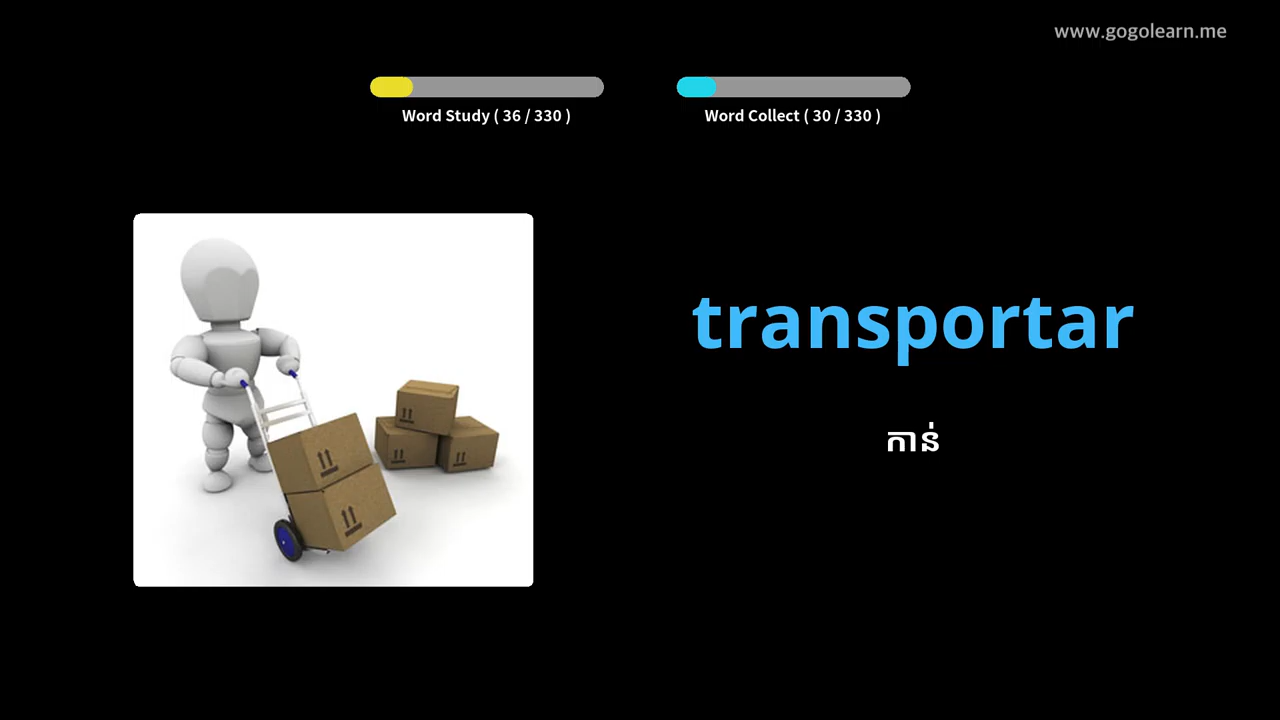 www.gogolearn.me
Word Study ( 36 / 330 )
Word Collect ( 30 / 330 )
transportar
កាន់